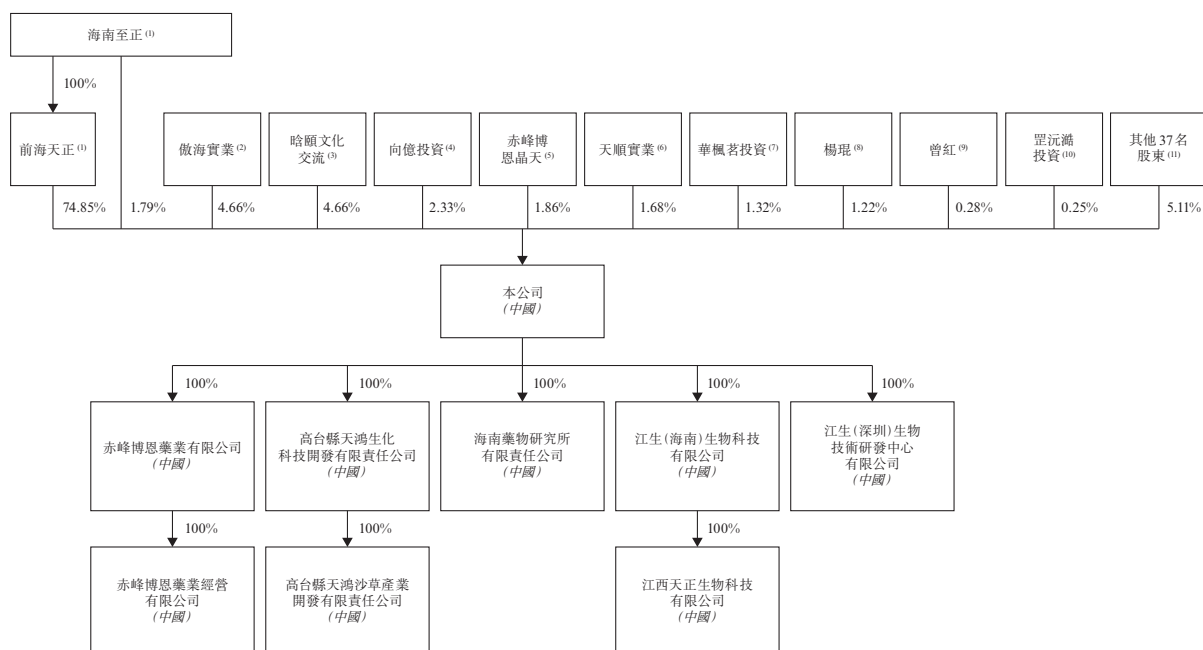 海南至正 (1)
100%
前海天正 (1)
傲海實業 (2)
晗頤文化
交流 (3)
向億投資 (4)
赤峰博
恩晶天 (5)
天順實業 (6)
華楓茗投資 (7)
楊琨 (8)
曾紅 (9)
罡沅澔
投資 (10)
其他 37 名
股東 (11)
74.85%
1.79%
4.66%
4.66%
2.33%
1.86%
1.68%
1.32%
1.22%
0.28%
0.25%
5.11%
本公司
(中國)
100%
100%
100%
100%
100%
赤峰博恩藥業有限公司
(中國)
高台縣天鴻生化
科技開發有限責任公司
(中國)
海南藥物研究所
有限責任公司
(中國)
江生(海南)生物科技
有限公司
(中國)
江生(深圳)生物
技術研發中心
有限公司
(中國)
100%
100%
100%
赤峰博恩藥業經營
有限公司
(中國)
高台縣天鴻沙草產業
開發有限責任公司
(中國)
江西天正生物科技
有限公司
(中國)